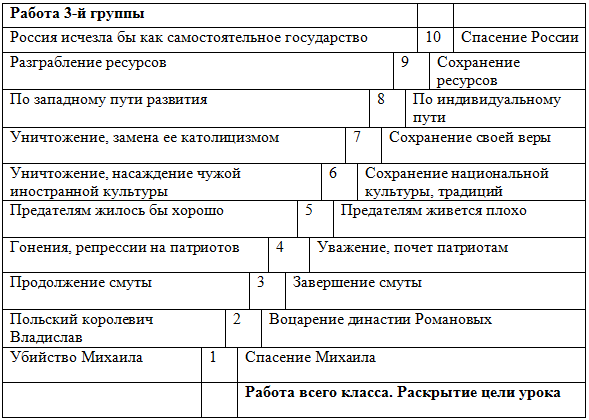 Работа 3-й группы
Россия исчезла бы как самостоятельное государство 10 Спасение России
Разграбление ресурсов 9 Сохранение
ресурсов
По западному пути развития 8 По индивидуальному
пути
Уничтожение, замена ее католицизмом 7 Сохранение своей веры
Уничтожение, насаждение чужой 6 Сохранение национальной
иностранной культуры культуры, традиций
Предателям жилось бы хорошо 5 Предателям живется плохо
Гонения, репрессии на патриотов 4 Уважение, почет патриотам
Продолжение смуты 3 Завершение смуты
Польский королевич 2 Воцарение династии Романовых
Владислав
Убийство Михаила 1 Спасение Михаила
Работа всего класса. Раскрытие цели урока